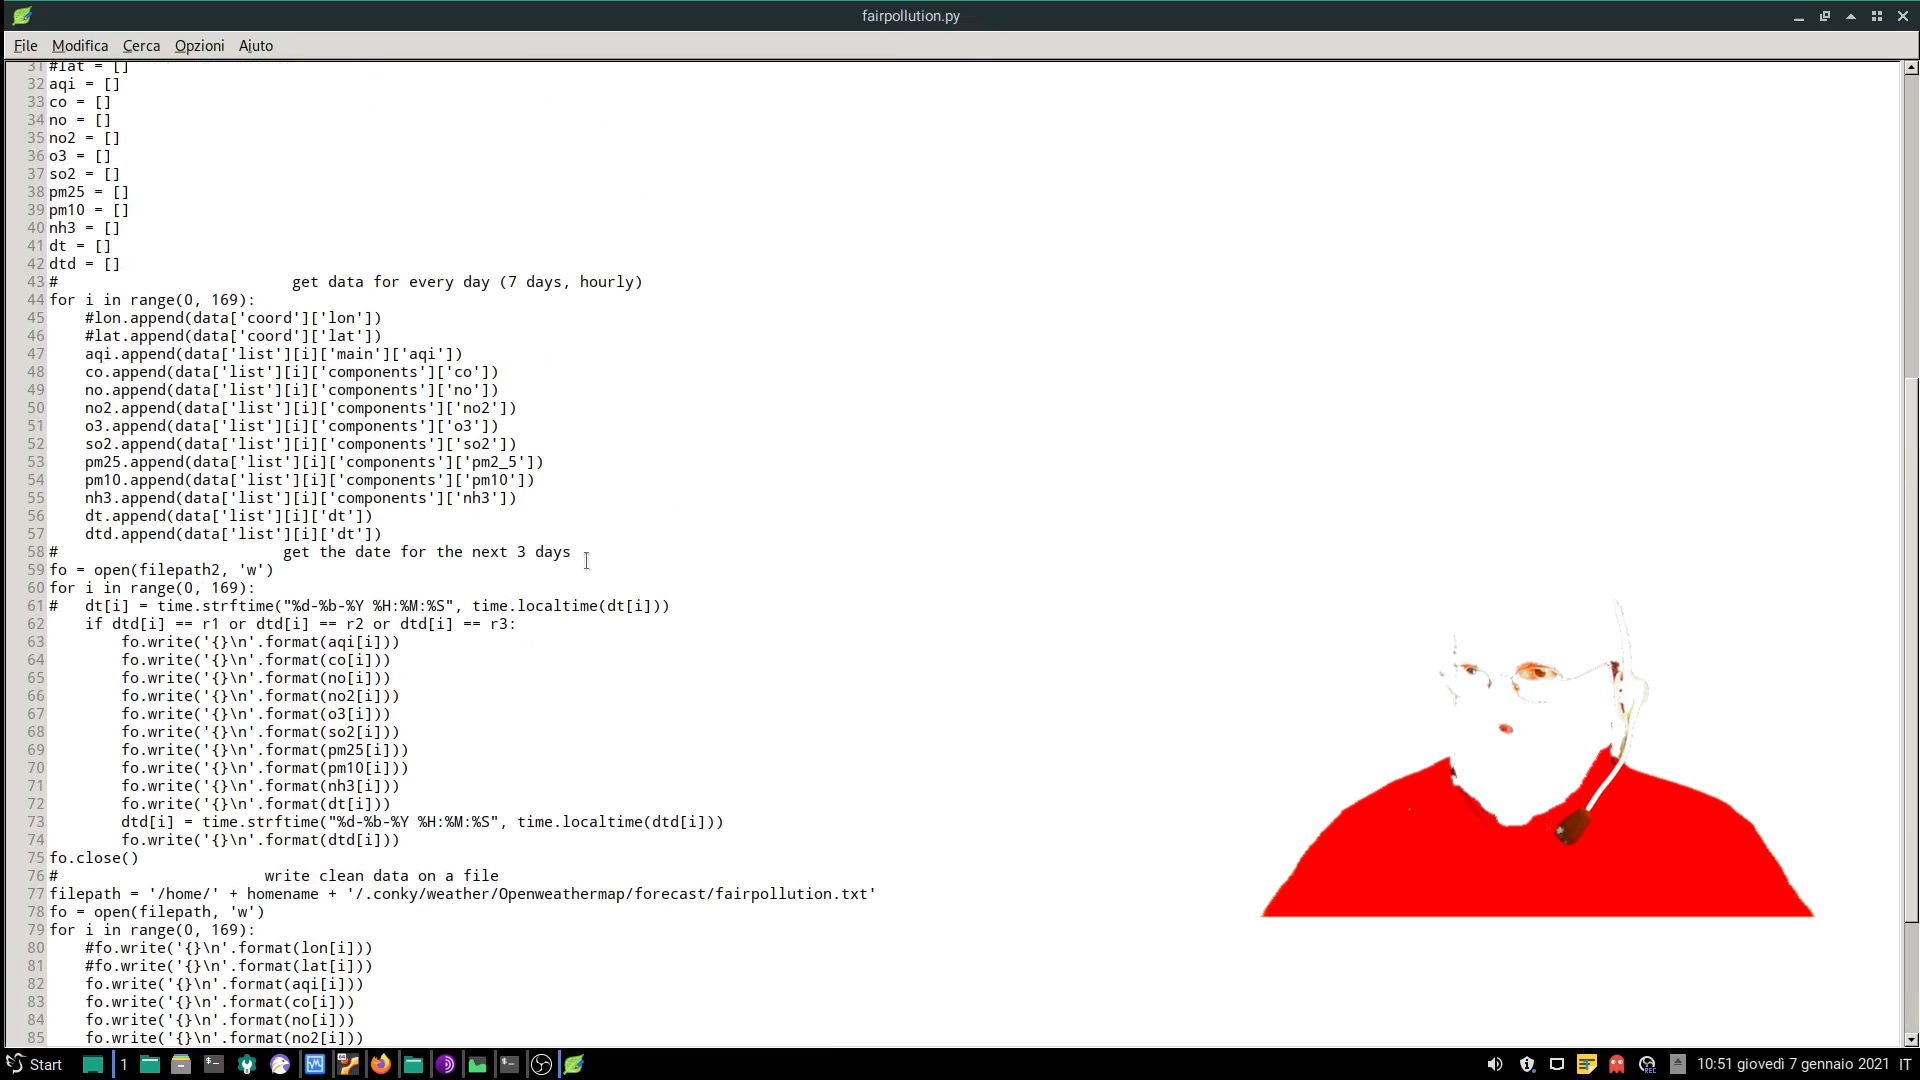 fairpollution.py
File Modifica Cerca Opzioni Aiuto
31 #lat = []
32 aqi = []
33 co = []
34 no = []
35 no2 = []
36 o3 = []
37 so2 = []
38 pm25 = []
39 pm10 = []
40 nh3 = []
41 dt = []
42 dtd = []
43 #                          get data for every day (7 days, hourly)
44 for i in range(0, 169):
45     #lon.append(data['coord']['lon'])
46     #lat.append(data['coord']['lat'])
47     aqi.append(data['list'][i]['main']['aqi'])
48     co.append(data['list'][i]['components']['co'])
49     no.append(data['list'][i]['components']['no'])
50     no2.append(data['list'][i]['components']['no2'])
51     o3.append(data['list'][i]['components']['o3'])
52     so2.append(data['list'][i]['components']['so2'])
53     pm25.append(data['list'][i]['components']['pm2_5'])
54     pm10.append(data['list'][i]['components']['pm10'])
55     nh3.append(data['list'][i]['components']['nh3'])
56     dt.append(data['list'][i]['dt'])
57     dtd.append(data['list'][i]['dt'])
58 #                         get the date for the next 3 days
59 fo = open(filepath2, 'w')
60 for i in range(0, 169):
61 #   dt[i] = time.strftime("%d-%b-%Y %H:%M:%S", time.localtime(dt[i]))
62     if dtd[i] == r1 or dtd[i] == r2 or dtd[i] == r3:
63         fo.write('{}\n'.format(aqi[i]))
64         fo.write('{}\n'.format(co[i]))
65         fo.write('{}\n'.format(no[i]))
66         fo.write('{}\n'.format(no2[i]))
67         fo.write('{}\n'.format(o3[i]))
68         fo.write('{}\n'.format(so2[i]))
69         fo.write('{}\n'.format(pm25[i]))
70         fo.write('{}\n'.format(pm10[i]))
71         fo.write('{}\n'.format(nh3[i]))
72         fo.write('{}\n'.format(dt[i]))
73         dtd[i] = time.strftime("%d-%b-%Y %H:%M:%S", time.localtime(dtd[i]))
74         fo.write('{}\n'.format(dtd[i]))
75 fo.close()
76 #                       write clean data on a file
77 filepath = '/home/' + homename + '/.conky/weather/Openweathermap/forecast/fairpollution.txt'
78 fo = open(filepath, 'w')
79 for i in range(0, 169):
80     #fo.write('{}\n'.format(lon[i]))
81     #fo.write('{}\n'.format(lat[i]))
82     fo.write('{}\n'.format(aqi[i]))
83     fo.write('{}\n'.format(co[i]))
84     fo.write('{}\n'.format(no[i]))
85     fo.write('{}\n'.format(no2[i]))
Start 1 10:51 giovedì 7 gennaio 2021 IT